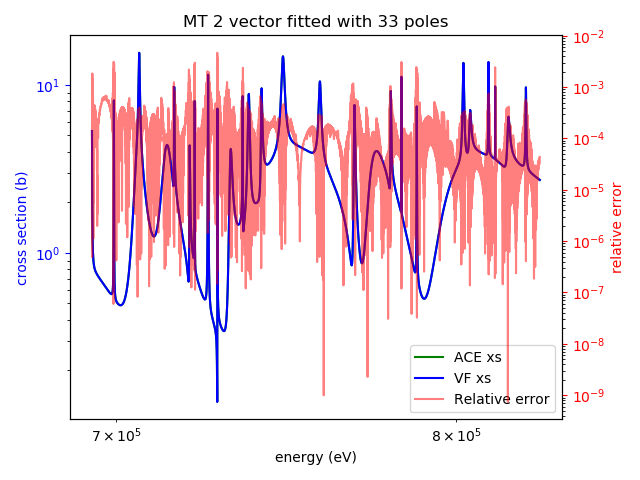 MT 2 vector fitted with 33 poles
10¹
10⁰
cross section (b)
10⁻²
10⁻³
10⁻⁴
10⁻⁵
10⁻⁶
10⁻⁷
10⁻⁸
10⁻⁹
relative error
ACE xs
VF xs
Relative error
7 × 10⁵
8 × 10⁵
energy (eV)